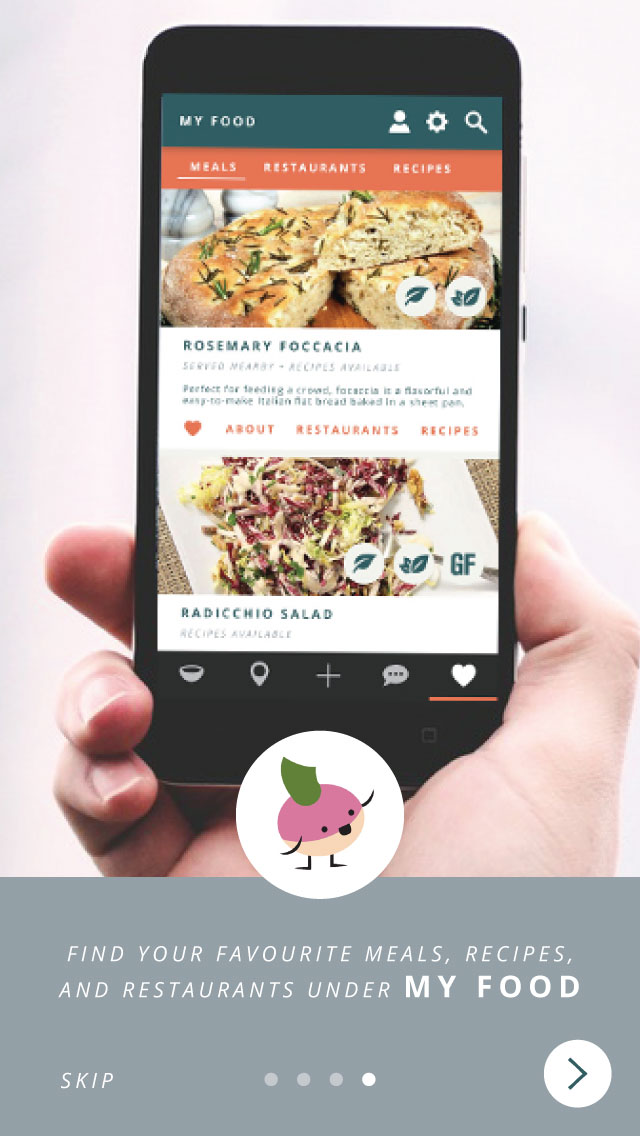 MY FOOD
MEALS RESTAURANTS RECIPES
ROSEMARY FOCCACIA
SERVED NEARBY • RECIPES AVAILABLE
Perfect for feeding a crowd, focaccia is a flavorful and
easy-to-make Italian flat bread baked in a sheet pan.
ABOUT RESTAURANTS RECIPES
GF
RADICCHIO SALAD
RECIPES AVAILABLE
FIND YOUR FAVOURITE MEALS, RECIPES,
AND RESTAURANTS UNDER MY FOOD
SKIP